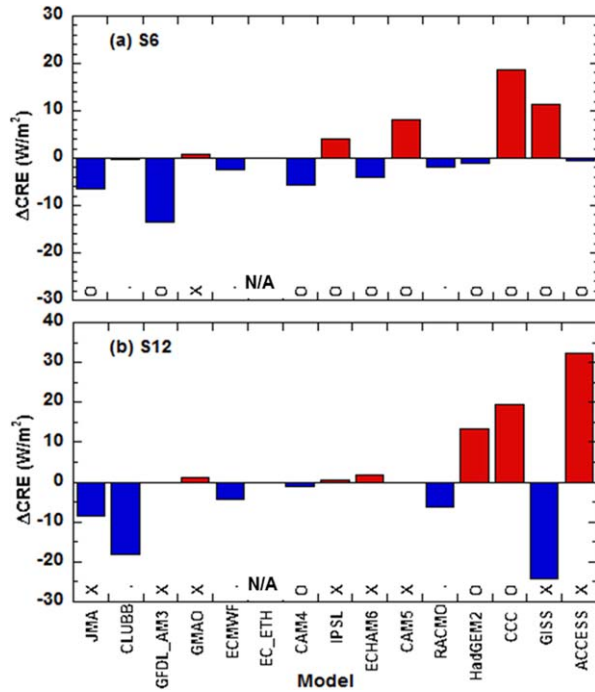 30
(a) S6
20
10
0
-10
-20
N/A
O · O X · O O O O · O O O O
-30
ΔCRE (W/m²)
40
(b) S12
30
20
10
0
-10
-20
N/A
X · X X · O X X X · O O X X
-30
ΔCRE (W/m²)
JMA
CLUBB
GFDL_AM3
GMAO
ECMWF
EC_ETH
CAM4
IPSL
ECHAM6
CAM5
RACMO
HadGEM2
CCC
GISS
ACCESS
Model